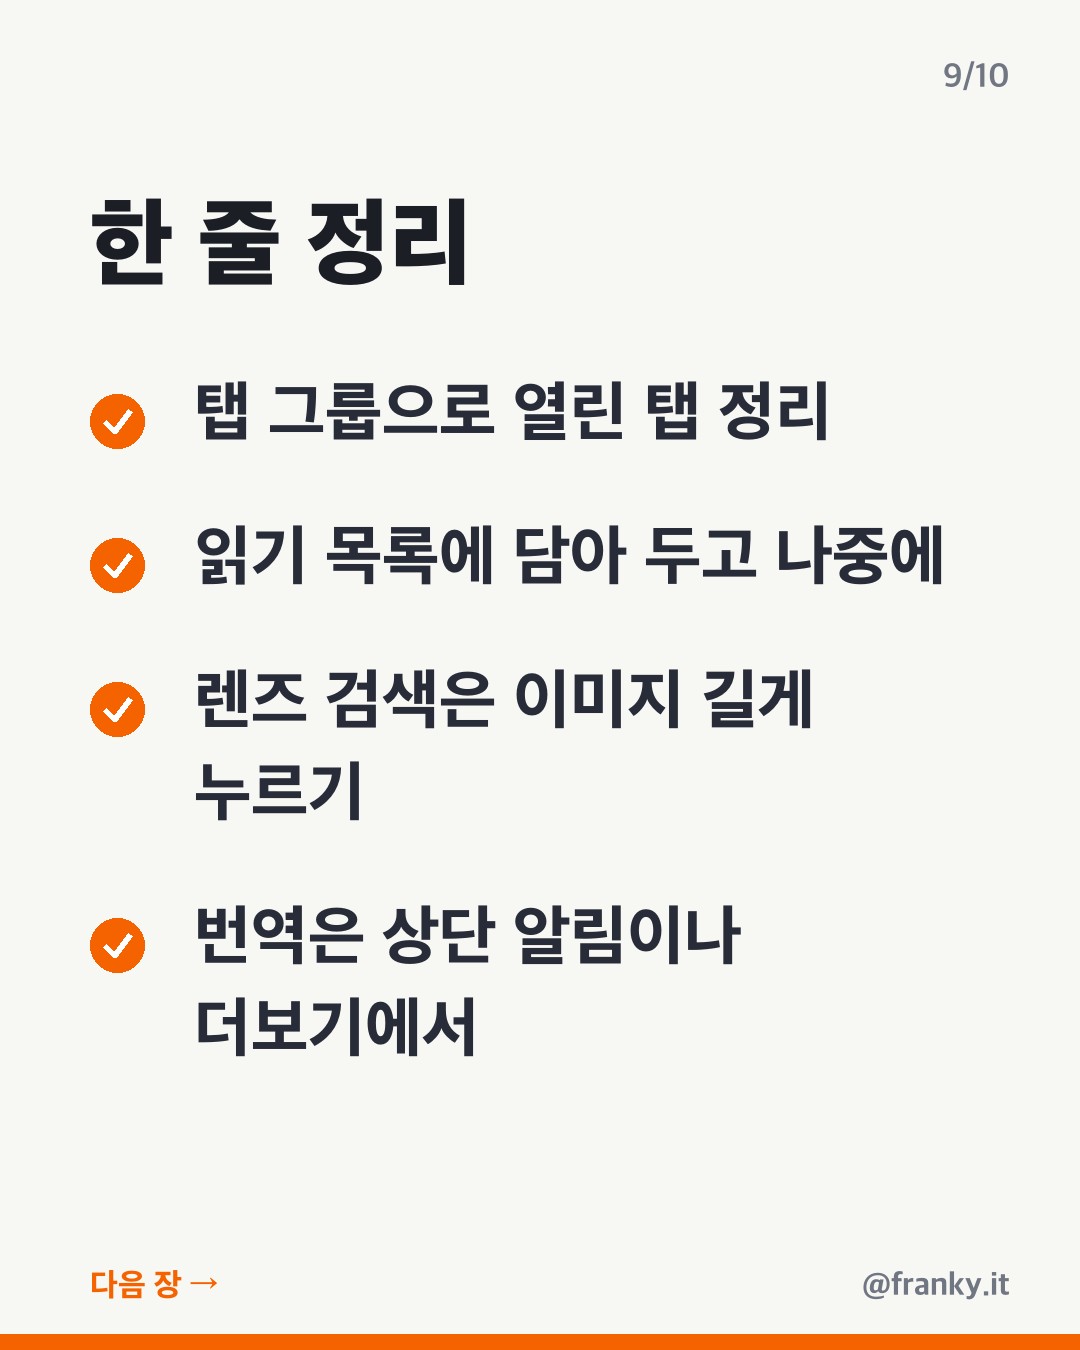 9/10
한 줄 정리
탭 그룹으로 열린 탭 정리
읽기 목록에 담아 두고 나중에
렌즈 검색은 이미지 길게
누르기
번역은 상단 알림이나
더보기에서
다음 장 →
@franky.it